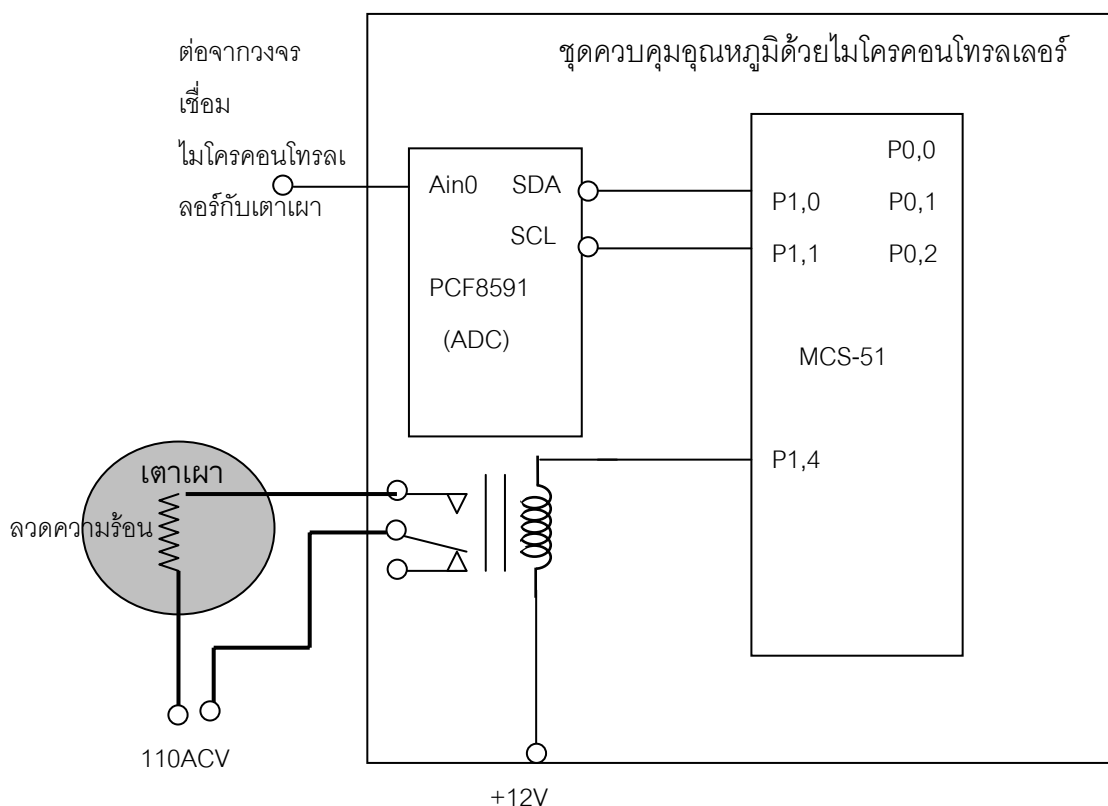 ต่อจากวงจร
เชื่อม
ไมโครคอนโทรลเ
ลอร์กับเตาเผา
ชุดควบคุมอุณหภูมิด้วยไมโครคอนโทรลเลอร์
Ain0 SDA
SCL
PCF8591
(ADC)
P0,0
P1,0 P0,1
P1,1 P0,2
MCS-51
P1,4
เตาเผา
ลวดความร้อน
110ACV
+12V